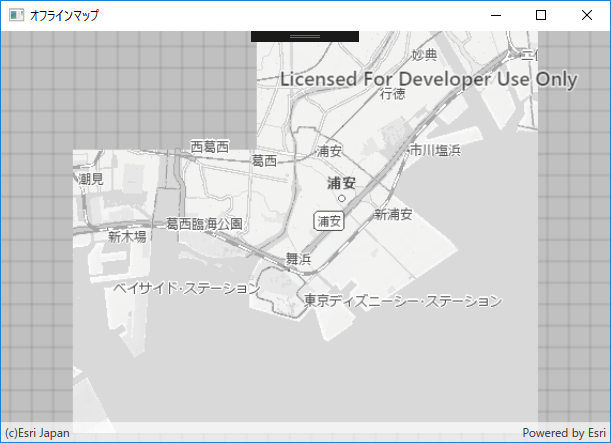 オフラインマップ
妙典
Licensed For Developer Use Only
行徳
西葛西
葛西
浦安
市川塩浜
潮見
浦安
葛西臨海公園
浦安
新浦安
新木場
舞浜
ベイサイド・ステーション
東京ディズニーシー・ステーション
(c)Esri Japan
Powered by Esri